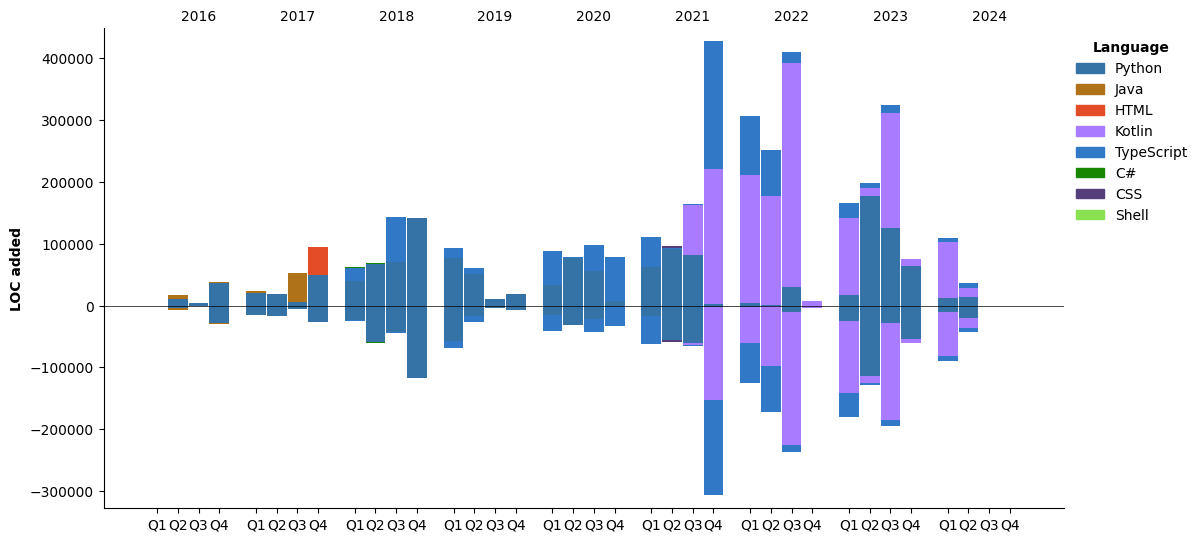 2016 2017 2018 2019 2020 2021 2022 2023 2024
400000
300000
200000
100000
0
−100000
−200000
−300000
LOC added
Q1 Q2 Q3 Q4 Q1 Q2 Q3 Q4 Q1 Q2 Q3 Q4 Q1 Q2 Q3 Q4 Q1 Q2 Q3 Q4 Q1 Q2 Q3 Q4 Q1 Q2 Q3 Q4 Q1 Q2 Q3 Q4 Q1 Q2 Q3 Q4
Language
Python
Java
HTML
Kotlin
TypeScript
C#
CSS
Shell